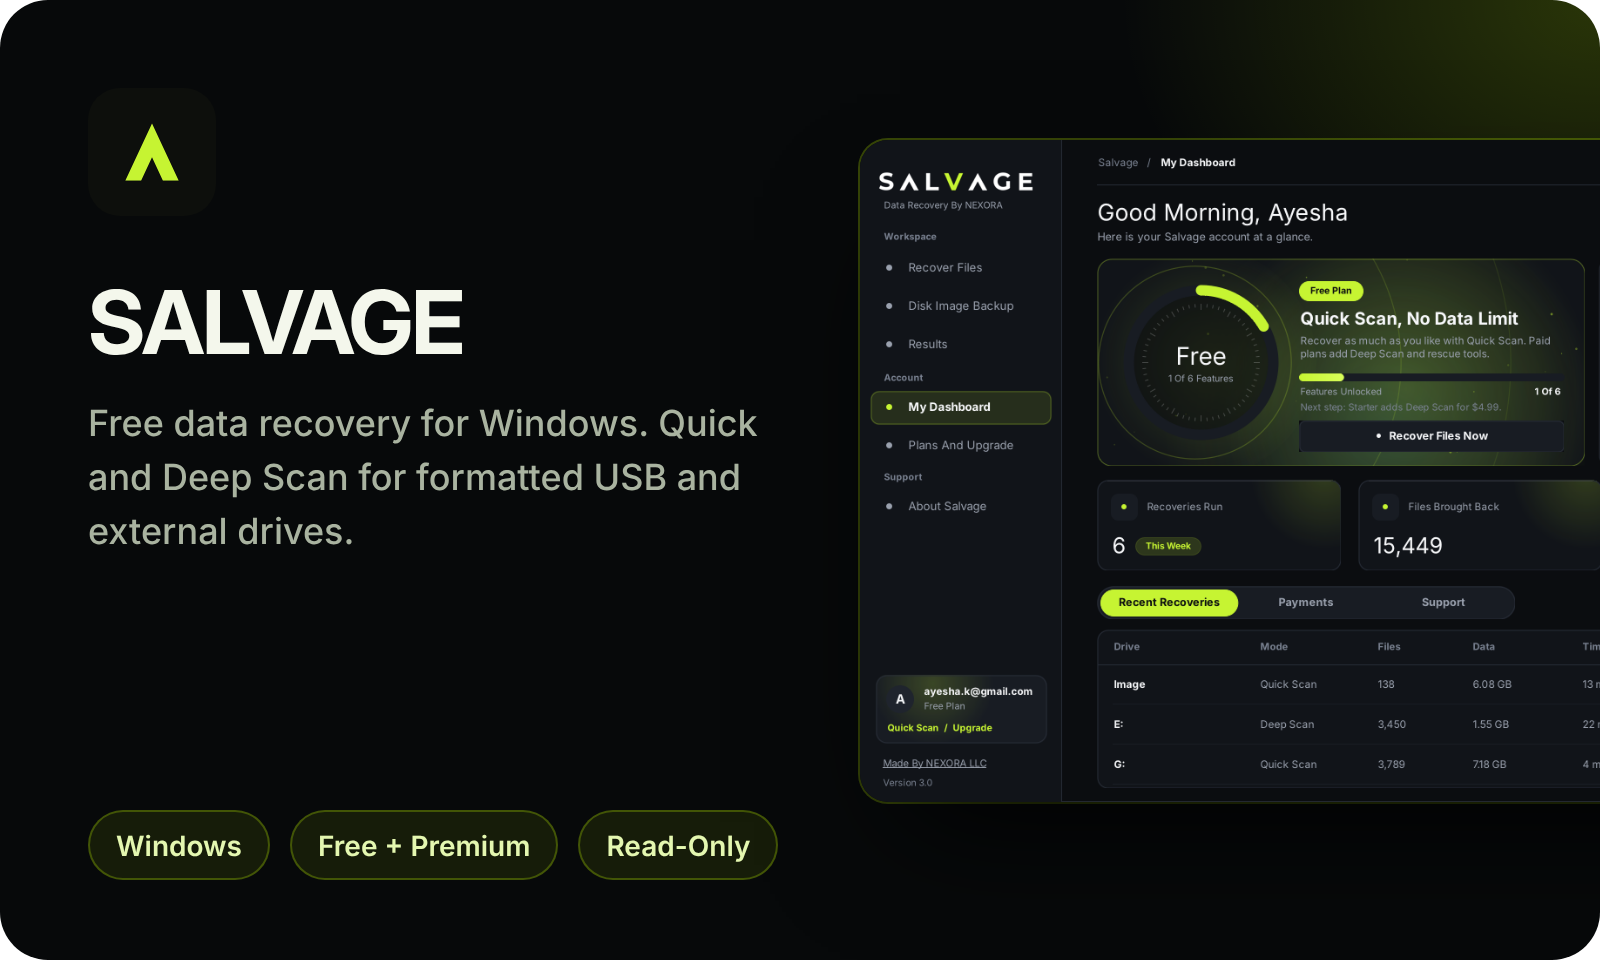 SALVAGE
Free data recovery for Windows. Quick
and Deep Scan for formatted USB and
external drives.
Windows
Free + Premium
Read-Only
SALVAGE
Data Recovery By NEXORA
Workspace
Recover Files
Disk Image Backup
Results
Account
My Dashboard
Plans And Upgrade
Support
About Salvage
A
ayesha.k@gmail.com
Free Plan
Quick Scan / Upgrade
Made By NEXORA LLC
Version 3.0
Salvage / My Dashboard
Good Morning, Ayesha
Here is your Salvage account at a glance.
Free
1 Of 6 Features
Free Plan
Quick Scan, No Data Limit
Recover as much as you like with Quick Scan. Paid
plans add Deep Scan and rescue tools.
Features Unlocked 1 Of 6
Next step: Starter adds Deep Scan for $4.99.
Recover Files Now
Recoveries Run
6 This Week
Files Brought Back
15,449
Recent Recoveries Payments Support
Drive Mode Files Data
Image Quick Scan 138 6.08 GB 13
E: Deep Scan 3,450 1.55 GB 22
G: Quick Scan 3,789 7.18 GB 4